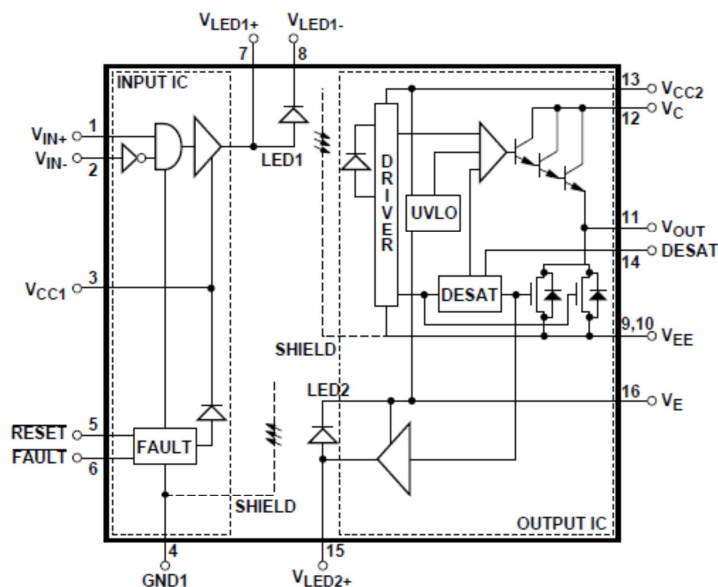 VLED1+
VLED1-
7
8
INPUT IC
13
VCC2
VC
12
VIN+
1
VIN-
2
LED1
DRIVER
UVLO
11
VOUT
DESAT
14
3
VCC1
DESAT
9,10
VEE
SHIELD
LED2
16
VE
RESET
5
FAULT
FAULT
6
SHIELD
OUTPUT IC
4
15
GND1
VLED2+